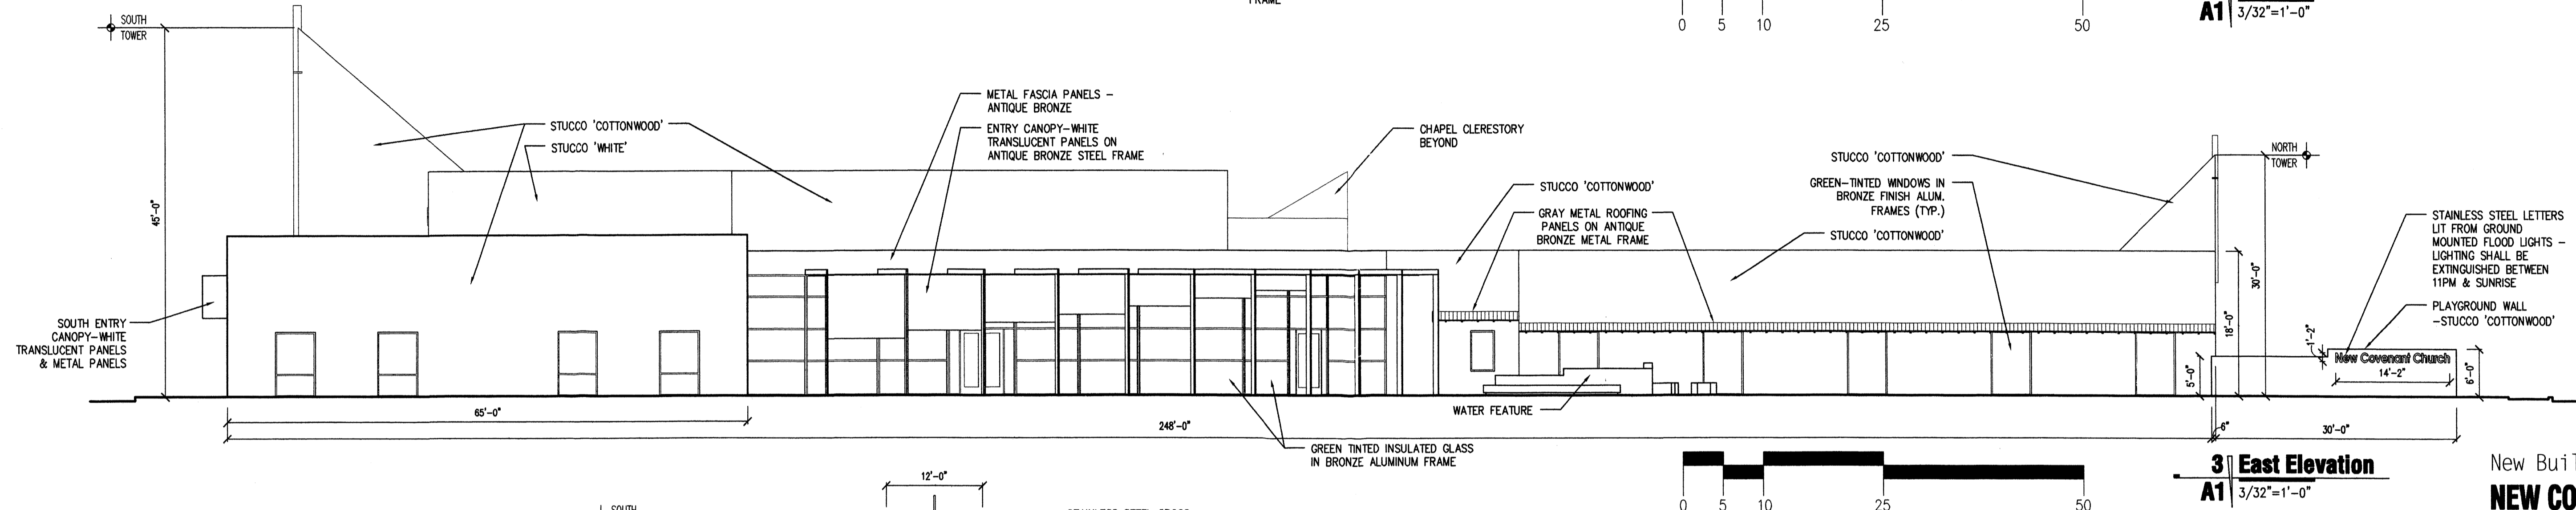 FRAME
0 5 10 25 50
A1 3/32"=1'-0"
SOUTH
TOWER
45'-0"
STUCCO 'COTTONWOOD'
STUCCO 'WHITE'
METAL FASCIA PANELS -
ANTIQUE BRONZE
ENTRY CANOPY-WHITE
TRANSLUCENT PANELS ON
ANTIQUE BRONZE STEEL FRAME
CHAPEL CLERESTORY
BEYOND
STUCCO 'COTTONWOOD'
GRAY METAL ROOFING
PANELS ON ANTIQUE
BRONZE METAL FRAME
STUCCO 'COTTONWOOD'
GREEN-TINTED WINDOWS IN
BRONZE FINISH ALUM.
FRAMES (TYP.)
STUCCO 'COTTONWOOD'
NORTH
TOWER
30'-0"
18'-0"
STAINLESS STEEL LETTERS
LIT FROM GROUND
MOUNTED FLOOD LIGHTS -
LIGHTING SHALL BE
EXTINGUISHED BETWEEN
11PM & SUNRISE
PLAYGROUND WALL
-STUCCO 'COTTONWOOD'
1'-2"
New Covenant Church
14'-2"
6'-0"
5'-0"
SOUTH ENTRY
CANOPY-WHITE
TRANSLUCENT PANELS
& METAL PANELS
WATER FEATURE
65'-0"
248'-0"
6"
30'-0"
GREEN TINTED INSULATED GLASS
IN BRONZE ALUMINUM FRAME
12'-0"
0 5 10 25 50
3 East Elevation
A1 3/32"=1'-0"
New Buil
NEW CO
SOUTH
STAINLESS STEEL CROSS